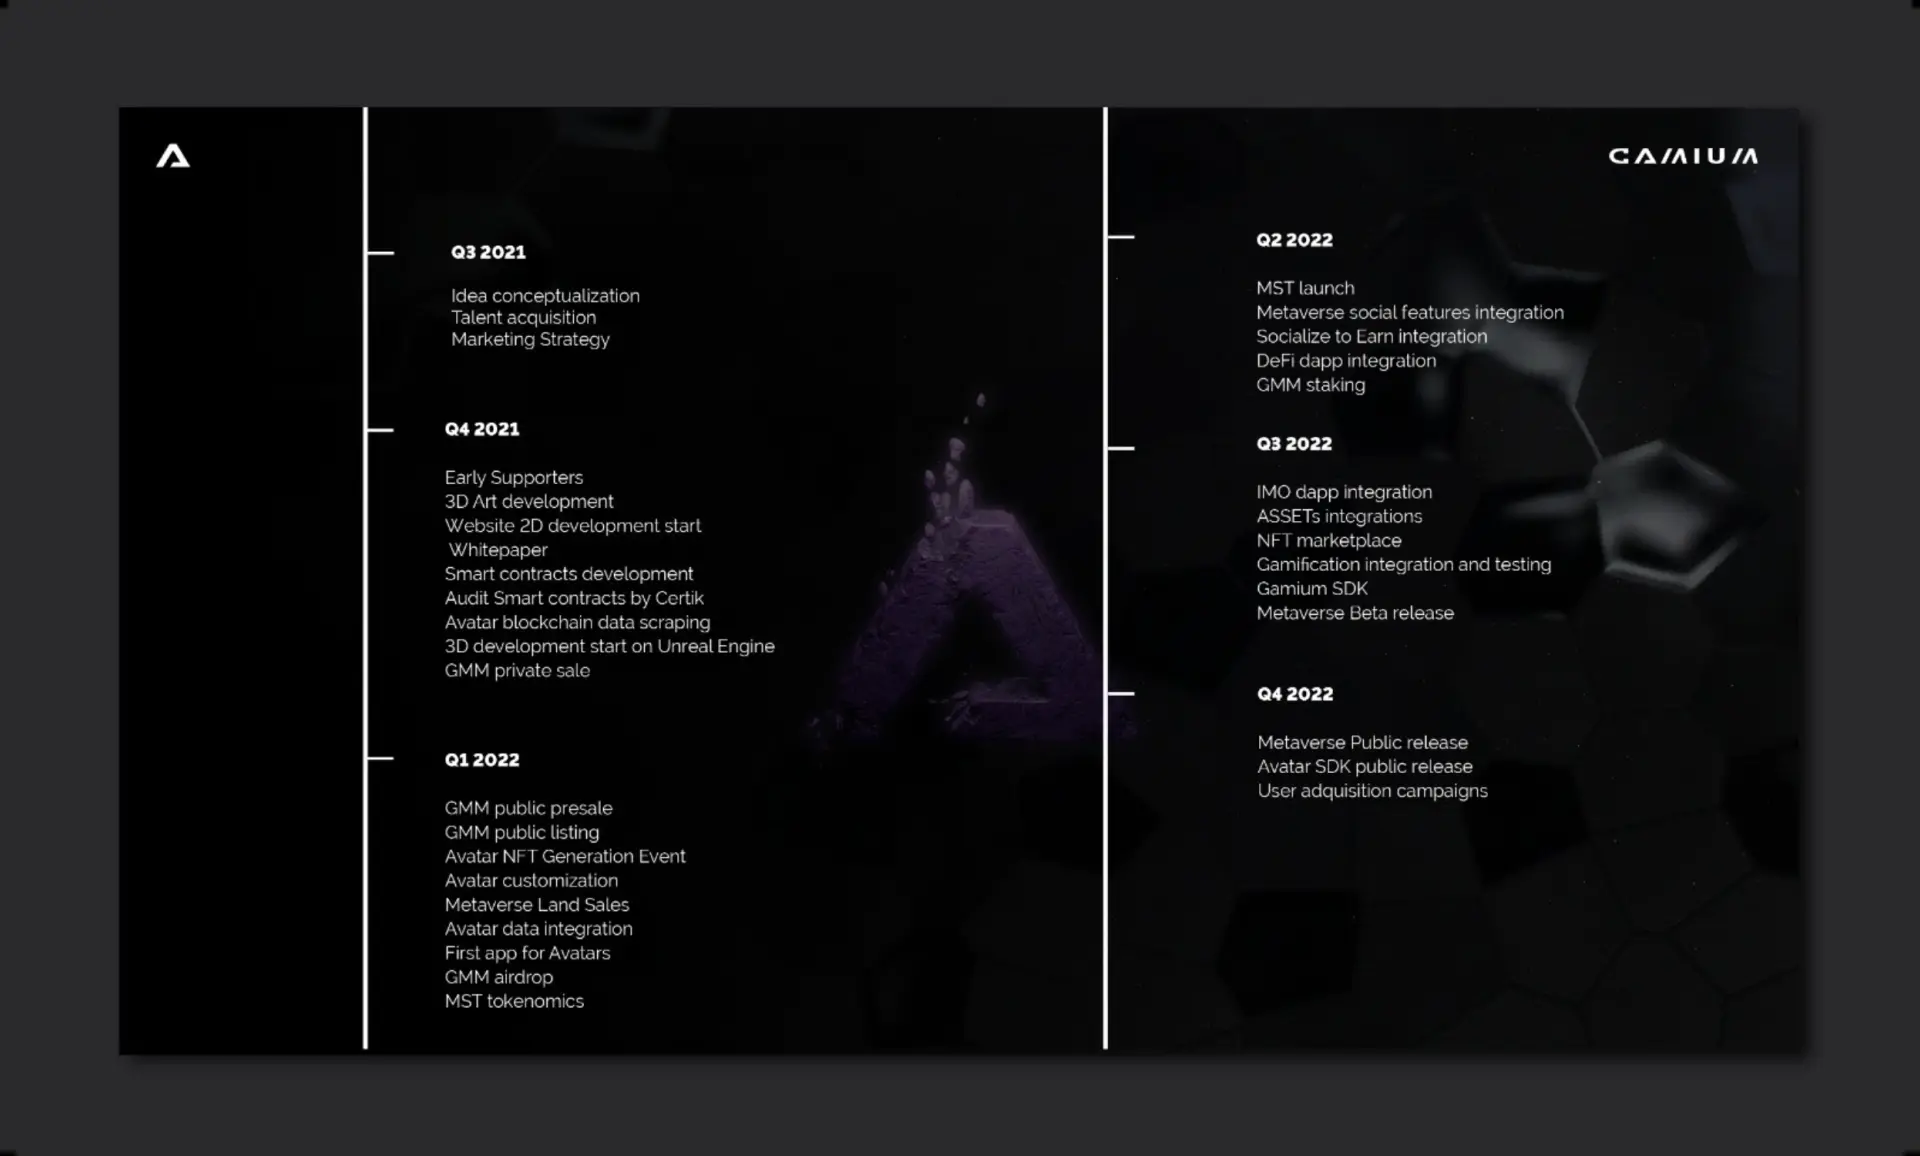 GAMIUM
Q3 2021
Idea conceptualization
Talent acquisition
Marketing Strategy
Q4 2021
Early Supporters
3D Art development
Website 2D development start
Whitepaper
Smart contracts development
Audit Smart contracts by Certik
Avatar blockchain data scraping
3D development start on Unreal Engine
GMM private sale
Q1 2022
GMM public presale
GMM public listing
Avatar NFT Generation Event
Avatar customization
Metaverse Land Sales
Avatar data integration
First app for Avatars
GMM airdrop
MST tokenomics
Q2 2022
MST launch
Metaverse social features integration
Socialize to Earn integration
DeFi dapp integration
GMM staking
Q3 2022
IMO dapp integration
ASSETs integrations
NFT marketplace
Gamification integration and testing
Gamium SDK
Metaverse Beta release
Q4 2022
Metaverse Public release
Avatar SDK public release
User adquisition campaigns